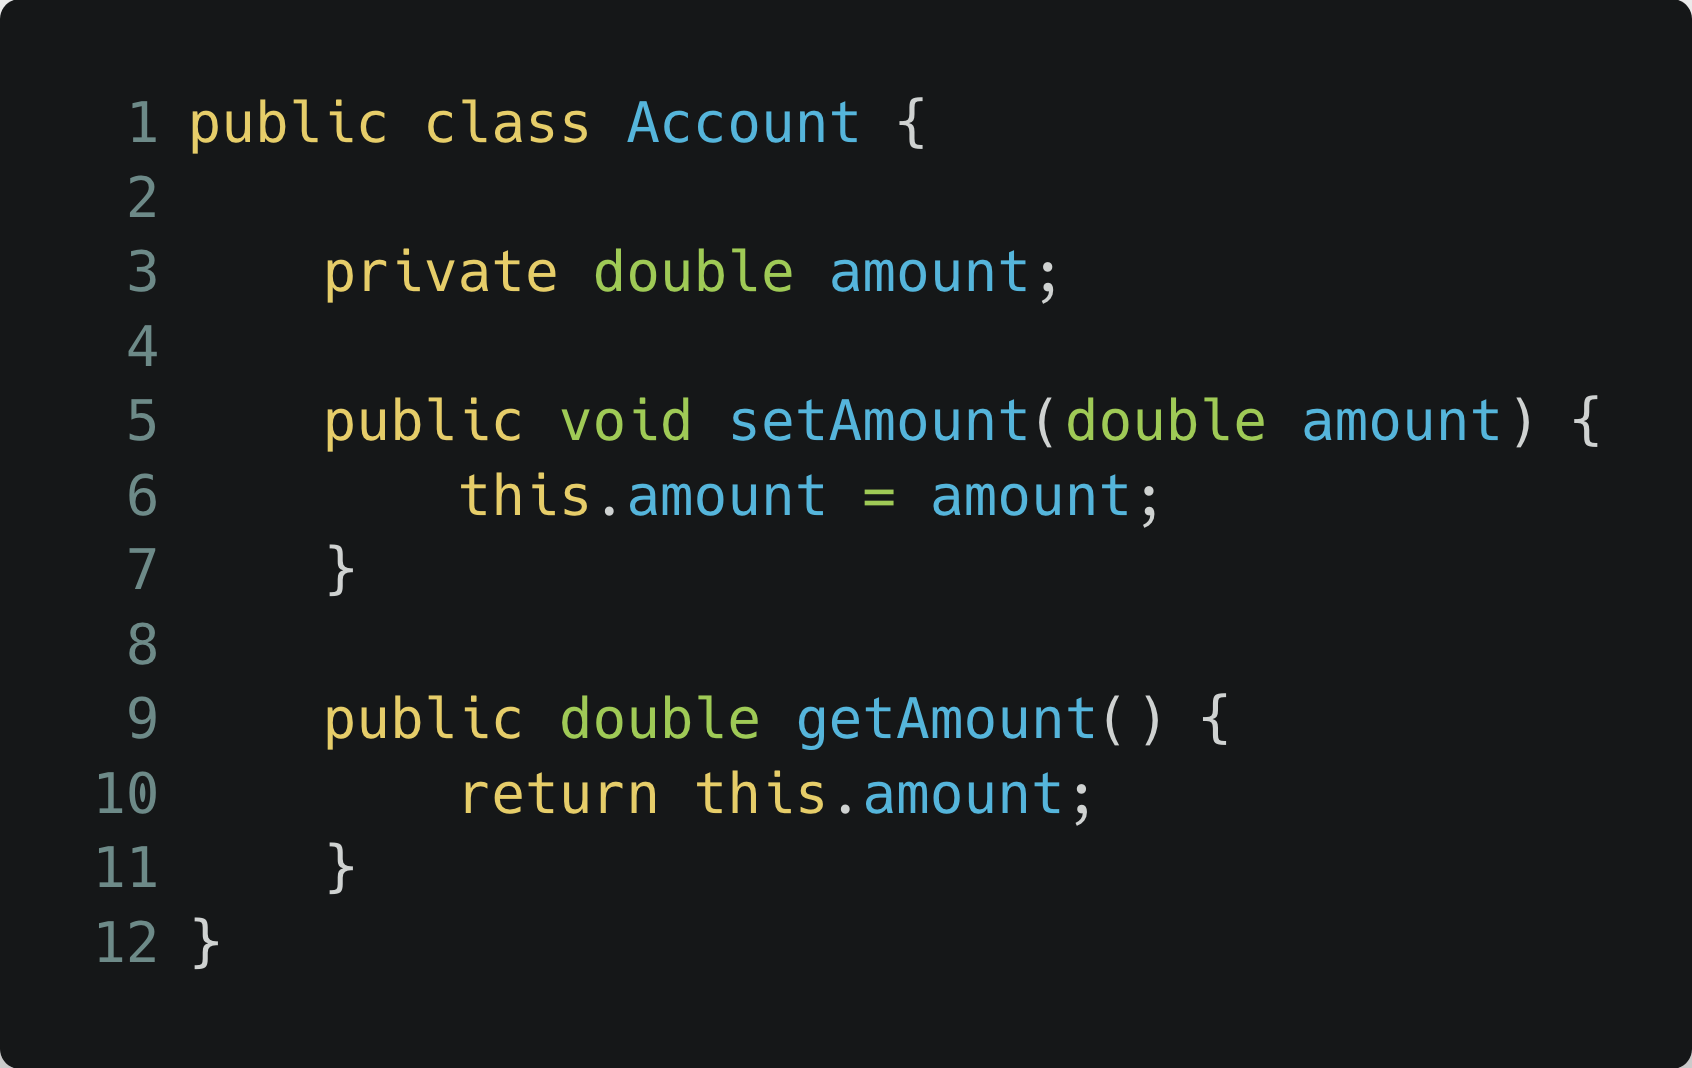 1 public class Account {
2
3     private double amount;
4
5     public void setAmount(double amount) {
6         this.amount = amount;
7     }
8
9     public double getAmount() {
10         return this.amount;
11     }
12 }